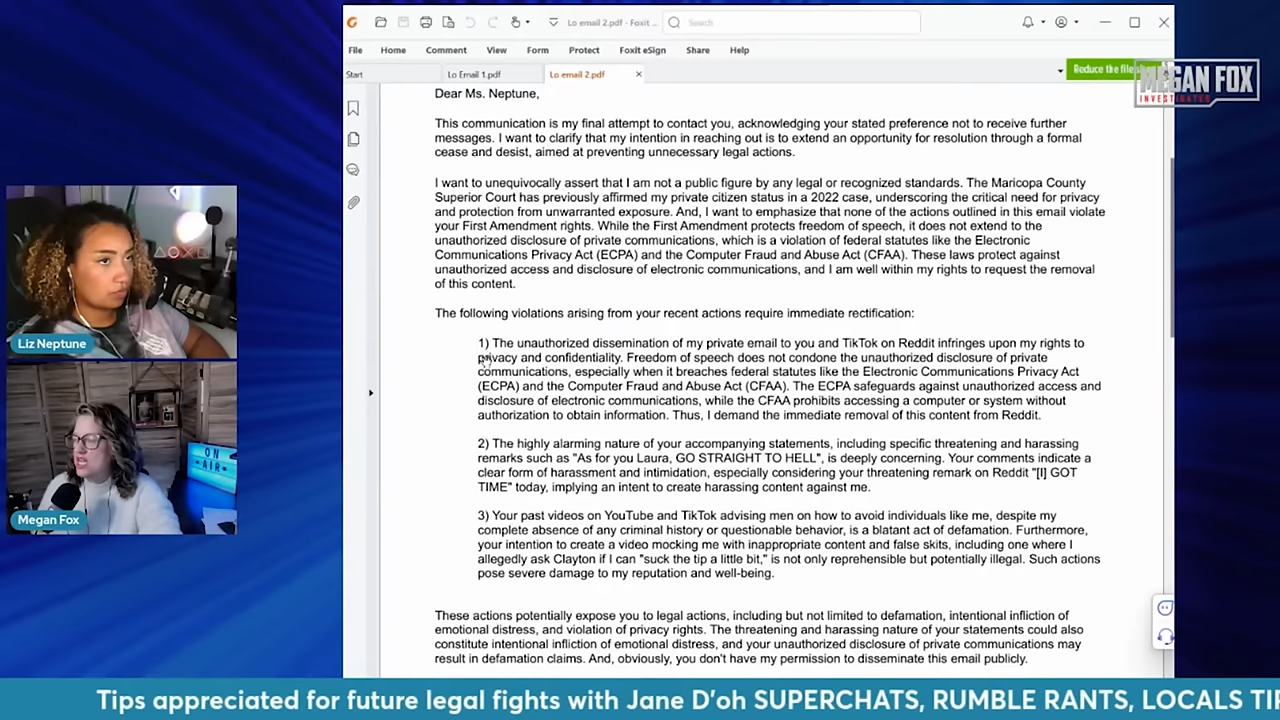 Lo email 2.pdf - Foxit ...
Search
File Home Comment View Form Protect Foxit eSign Share Help
Start
Lo Email 1.pdf
Lo email 2.pdf
Reduce the file
MEGAN FOX
INVESTIGATES
Dear Ms. Neptune,
This communication is my final attempt to contact you, acknowledging your stated preference not to receive further
messages. I want to clarify that my intention in reaching out is to extend an opportunity for resolution through a formal
cease and desist, aimed at preventing unnecessary legal actions.
I want to unequivocally assert that I am not a public figure by any legal or recognized standards. The Maricopa County
Superior Court has previously affirmed my private citizen status in a 2022 case, underscoring the critical need for privacy
and protection from unwarranted exposure. And, I want to emphasize that none of the actions outlined in this email violate
your First Amendment rights. While the First Amendment protects freedom of speech, it does not extend to the
unauthorized disclosure of private communications, which is a violation of federal statutes like the Electronic
Communications Privacy Act (ECPA) and the Computer Fraud and Abuse Act (CFAA). These laws protect against
unauthorized access and disclosure of electronic communications, and I am well within my rights to request the removal
of this content.
The following violations arising from your recent actions require immediate rectification:
1) The unauthorized dissemination of my private email to you and TikTok on Reddit infringes upon my rights to
privacy and confidentiality. Freedom of speech does not condone the unauthorized disclosure of private
communications, especially when it breaches federal statutes like the Electronic Communications Privacy Act
(ECPA) and the Computer Fraud and Abuse Act (CFAA). The ECPA safeguards against unauthorized access and
disclosure of electronic communications, while the CFAA prohibits accessing a computer or system without
authorization to obtain information. Thus, I demand the immediate removal of this content from Reddit.
2) The highly alarming nature of your accompanying statements, including specific threatening and harassing
remarks such as "As for you Laura, GO STRAIGHT TO HELL", is deeply concerning. Your comments indicate a
clear form of harassment and intimidation, especially considering your threatening remark on Reddit "[I] GOT
TIME" today, implying an intent to create harassing content against me.
3) Your past videos on YouTube and TikTok advising men on how to avoid individuals like me, despite my
complete absence of any criminal history or questionable behavior, is a blatant act of defamation. Furthermore,
your intention to create a video mocking me with inappropriate content and false skits, including one where I
allegedly ask Clayton if I can "suck the tip a little bit," is not only reprehensible but potentially illegal. Such actions
pose severe damage to my reputation and well-being.
These actions potentially expose you to legal actions, including but not limited to defamation, intentional infliction of
emotional distress, and violation of privacy rights. The threatening and harassing nature of your statements could also
constitute intentional infliction of emotional distress, and your unauthorized disclosure of private communications may
result in defamation claims. And, obviously, you don't have my permission to disseminate this email publicly.
Liz Neptune
ON
AIR
Megan Fox
Tips appreciated for future legal fights with Jane D'oh SUPERCHATS, RUMBLE RANTS, LOCALS TI